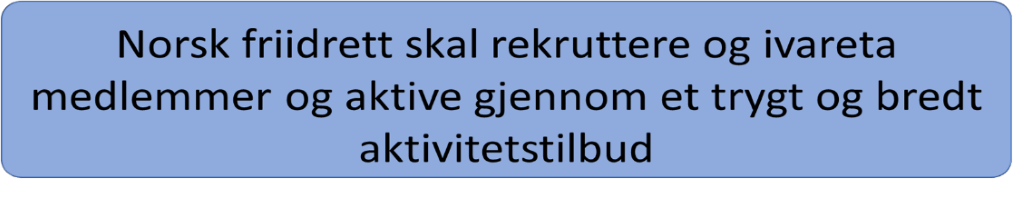 Norsk friidrett skal rekruttere og ivareta
medlemmer og aktive gjennom et trygt og bredt
aktivitetstilbud